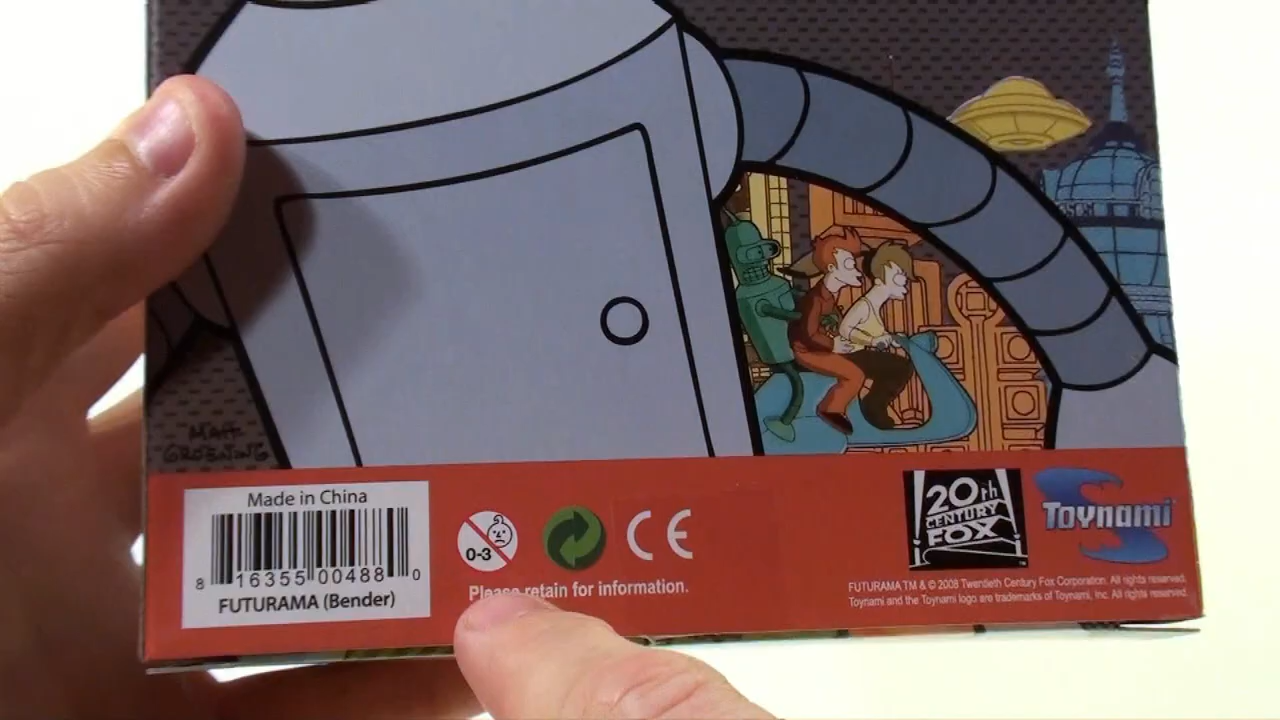 MATT
GROENING
Made in China
8 16355 00488 0
FUTURAMA (Bender)
0-3
CE
Please retain for information.
20th
CENTURY
FOX
TM
Toynami
FUTURAMA TM & © 2008 Twentieth Century Fox Corporation. All rights reserved.
Toynami and the Toynami logo are trademarks of Toynami, Inc. All rights reserved.